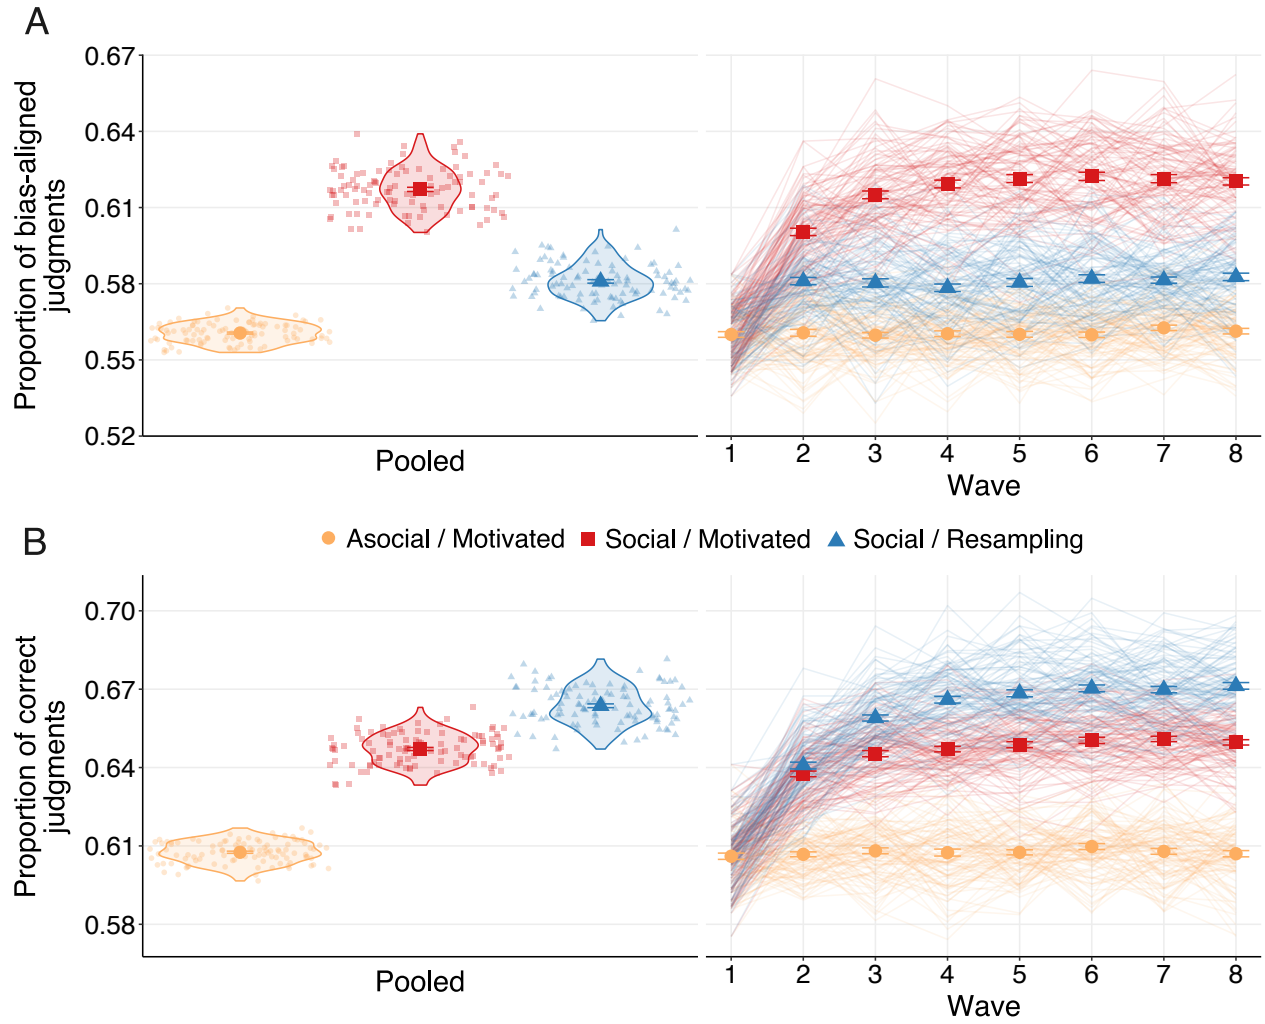 A
Proportion of bias-aligned
judgments
0.67
0.64
0.61
0.58
0.55
0.52
Pooled
1 2 3 4 5 6 7 8
Wave
Asocial / Motivated Social / Motivated Social / Resampling
B
Proportion of correct
judgments
0.70
0.67
0.64
0.61
0.58
Pooled
1 2 3 4 5 6 7 8
Wave